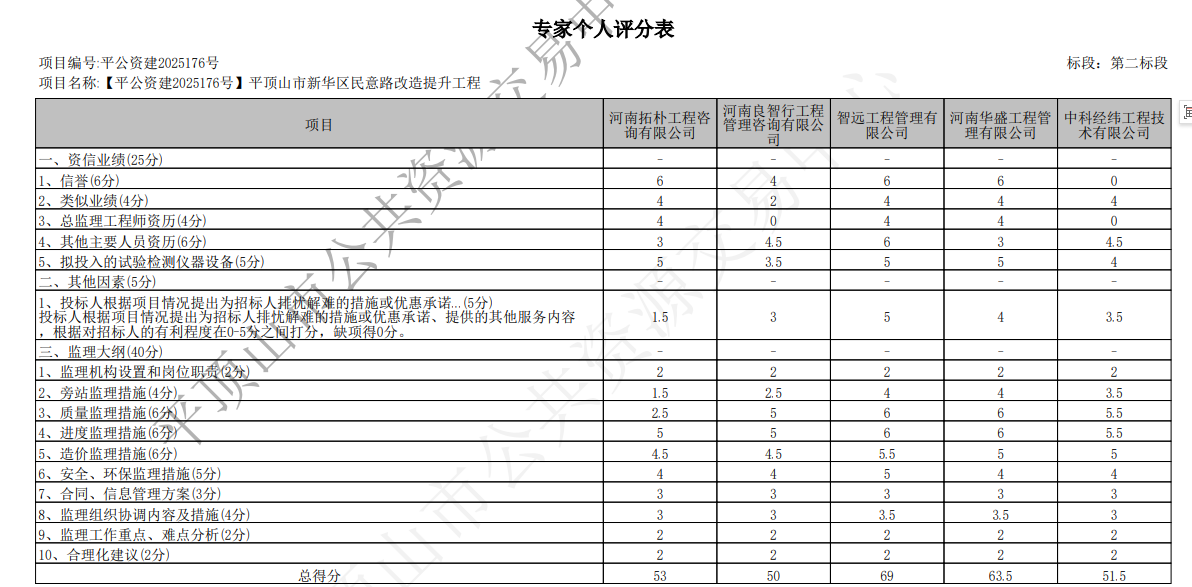 专家个人评分表
项目编号:平公资建2025176号
标段：第二标段
项目名称:【平公资建2025176号】平顶山市新华区民意路改造提升工程
项目 河南拓朴工程咨询有限公司 河南良智行工程管理咨询有限公司 智远工程管理有限公司 河南华盛工程管理有限公司 中科经纬工程技术有限公司
一、资信业绩(25分) - - - - -
1、信誉(6分) 6 4 6 6 0
2、类似业绩(4分) 4 2 4 4 4
3、总监理工程师资历(4分) 4 0 4 4 0
4、其他主要人员资历(6分) 3 4.5 6 3 4.5
5、拟投入的试验检测仪器设备(5分) 5 3.5 5 5 4
二、其他因素(5分) - - - - -
1、投标人根据项目情况提出为招标人排忧解难的措施或优惠承诺...(5分)
投标人根据项目情况提出为招标人排忧解难的措施或优惠承诺、提供的其他服务内容
，根据对招标人的有利程度在0-5分之间打分，缺项得0分。 1.5 3 5 4 3.5
三、监理大纲(40分) - - - - -
1、监理机构设置和岗位职责(2分) 2 2 2 2 2
2、旁站监理措施(4分) 1.5 2.5 4 4 3.5
3、质量监理措施(6分) 2.5 5 6 6 5.5
4、进度监理措施(6分) 5 5 6 6 5.5
5、造价监理措施(6分) 4.5 4.5 5.5 5 5
6、安全、环保监理措施(5分) 4 4 5 4 4
7、合同、信息管理方案(3分) 3 3 3 3 3
8、监理组织协调内容及措施(4分) 3 3 3.5 3.5 3
9、监理工作重点、难点分析(2分) 2 2 2 2 2
10、合理化建议(2分) 2 2 2 2 2
总得分 53 50 69 63.5 51.5
平顶山市公共资源交易中
山市公共资源交易中心